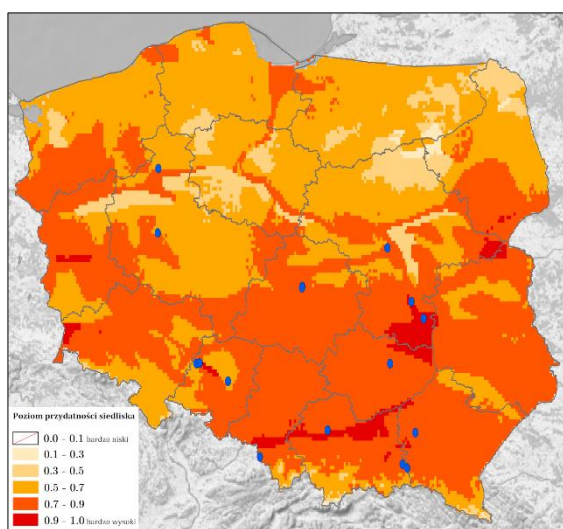 Poziom przydatności siedliska
0.0 - 0.1 bardzo niski
0.1 - 0.3
0.3 - 0.5
0.5 - 0.7
0.7 - 0.9
0.9 - 1.0 bardzo wysoki